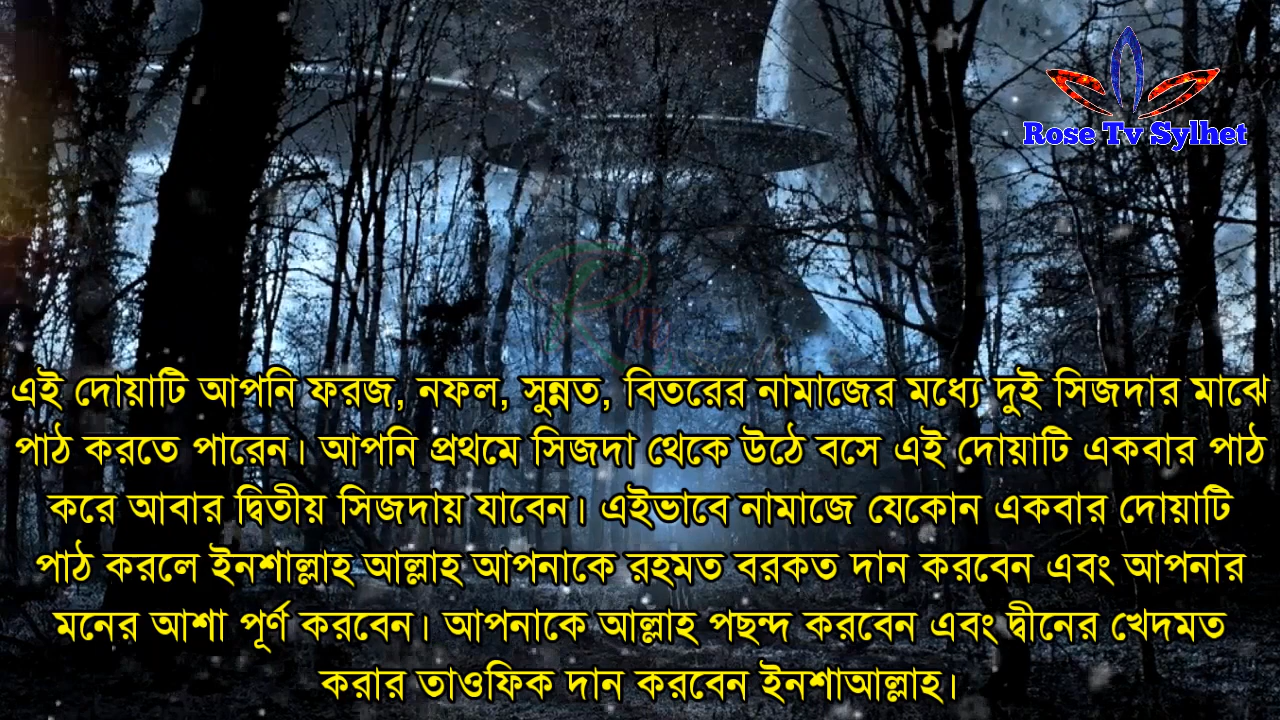 Rose Tv Sylhet
এই দোয়াটি আপনি ফরজ, নফল, সুন্নত, বিতরের নামাজের মধ্যে দুই সিজদার মাঝে
পাঠ করতে পারেন। আপনি প্রথমে সিজদা থেকে উঠে বসে এই দোয়াটি একবার পাঠ
করে আবার দ্বিতীয় সিজদায় যাবেন। এইভাবে নামাজে যেকোন একবার দোয়াটি
পাঠ করলে ইনশাল্লাহ আল্লাহ আপনাকে রহমত বরকত দান করবেন এবং আপনার
মনের আশা পূর্ণ করবেন। আপনাকে আল্লাহ পছন্দ করবেন এবং দ্বীনের খেদমত
করার তাওফিক দান করবেন ইনশাআল্লাহ।